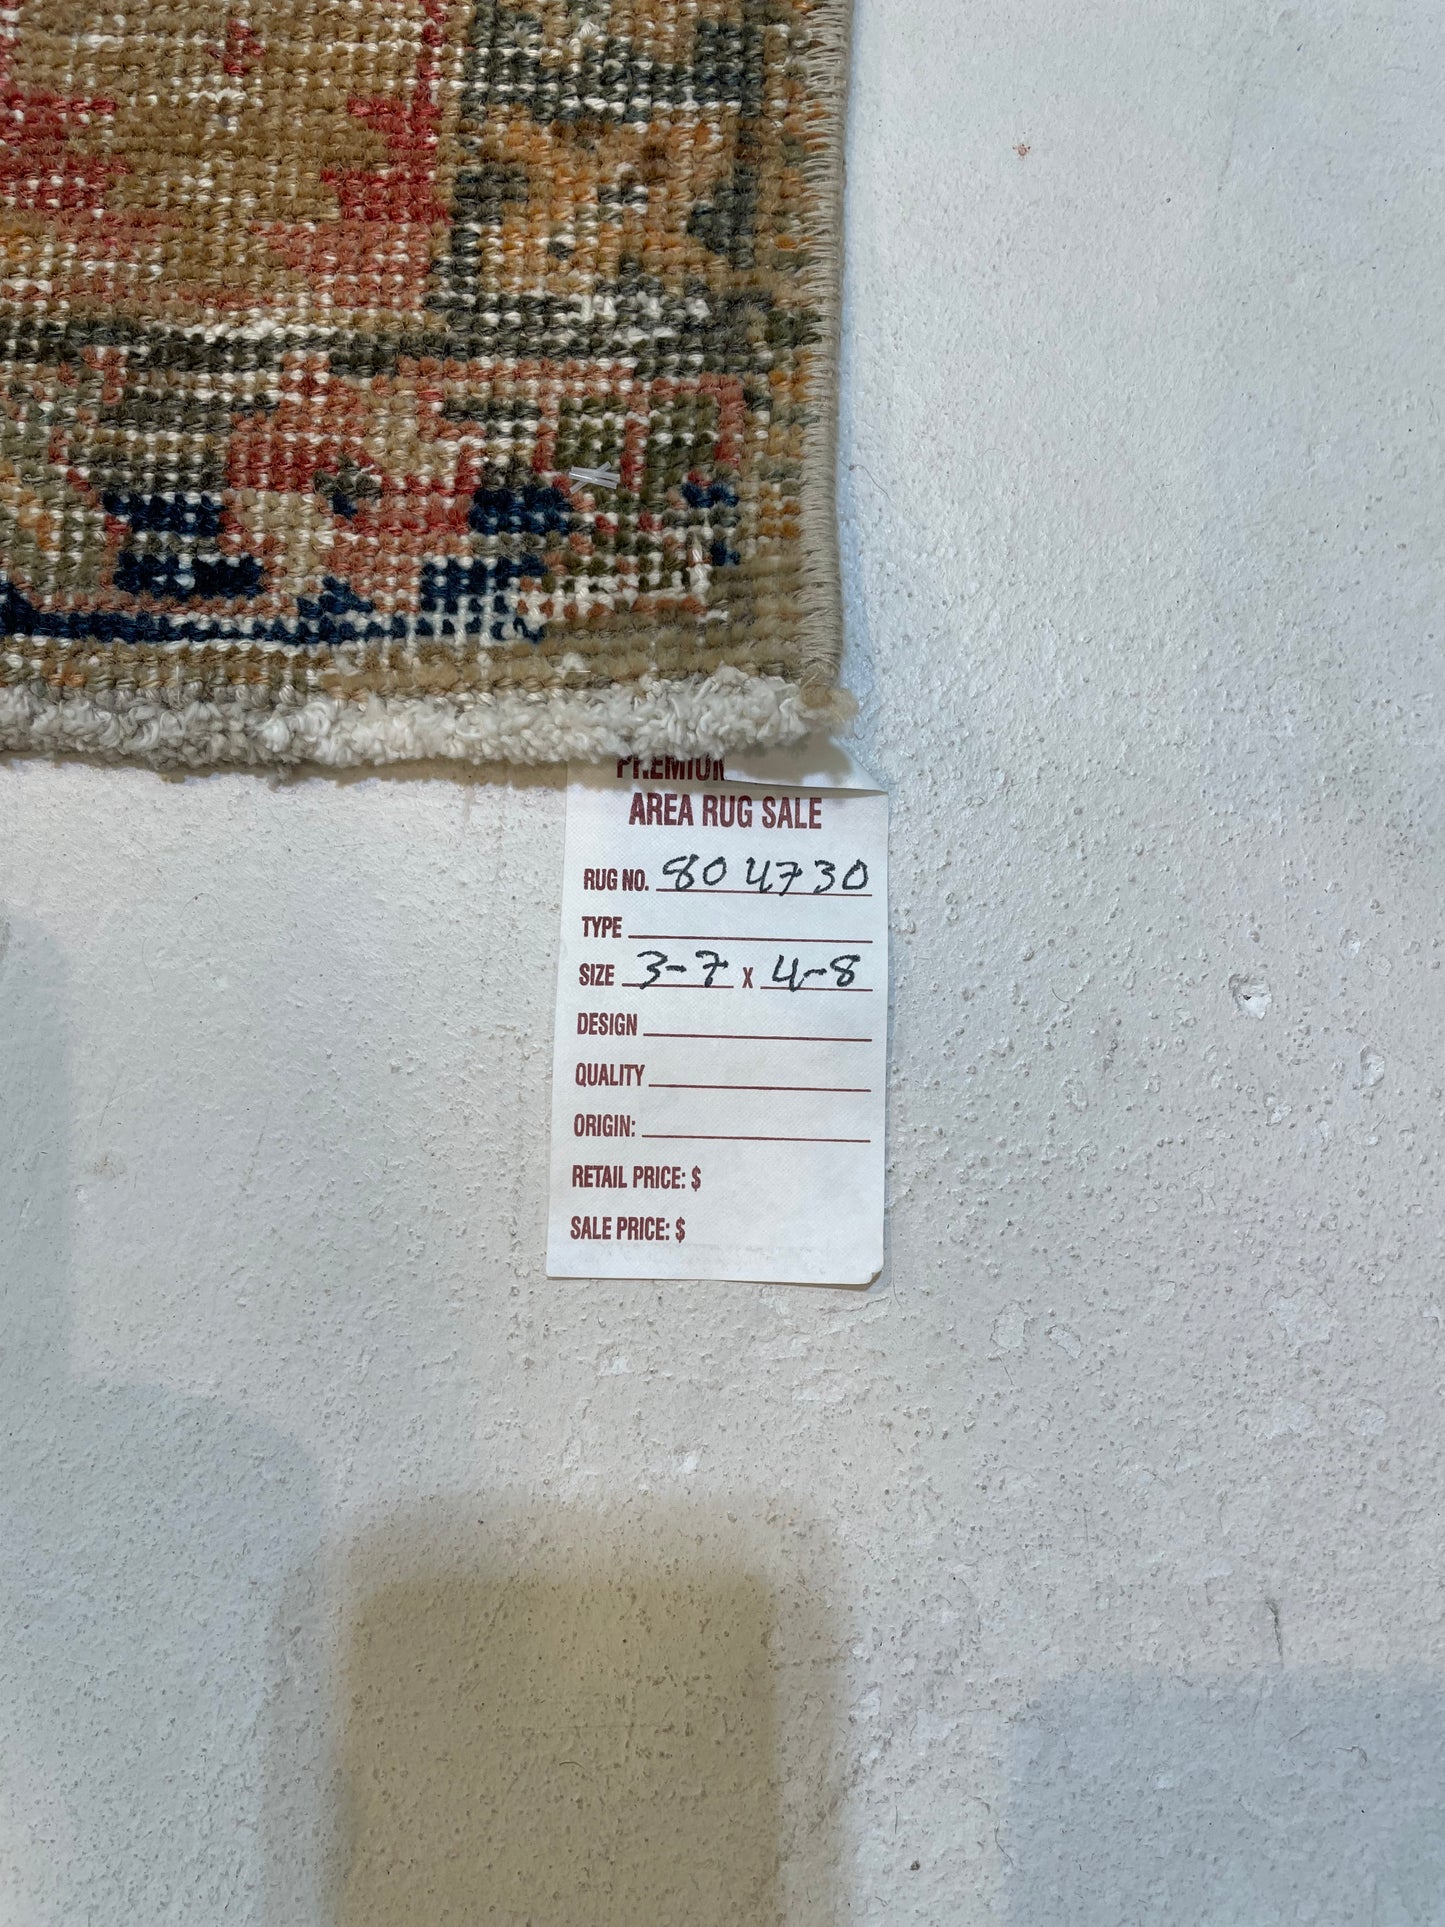 PREMIUM
AREA RUG SALE
RUG NO. 804730
TYPE
SIZE 3-7 X 4-8
DESIGN
QUALITY
ORIGIN:
RETAIL PRICE: $
SALE PRICE: $